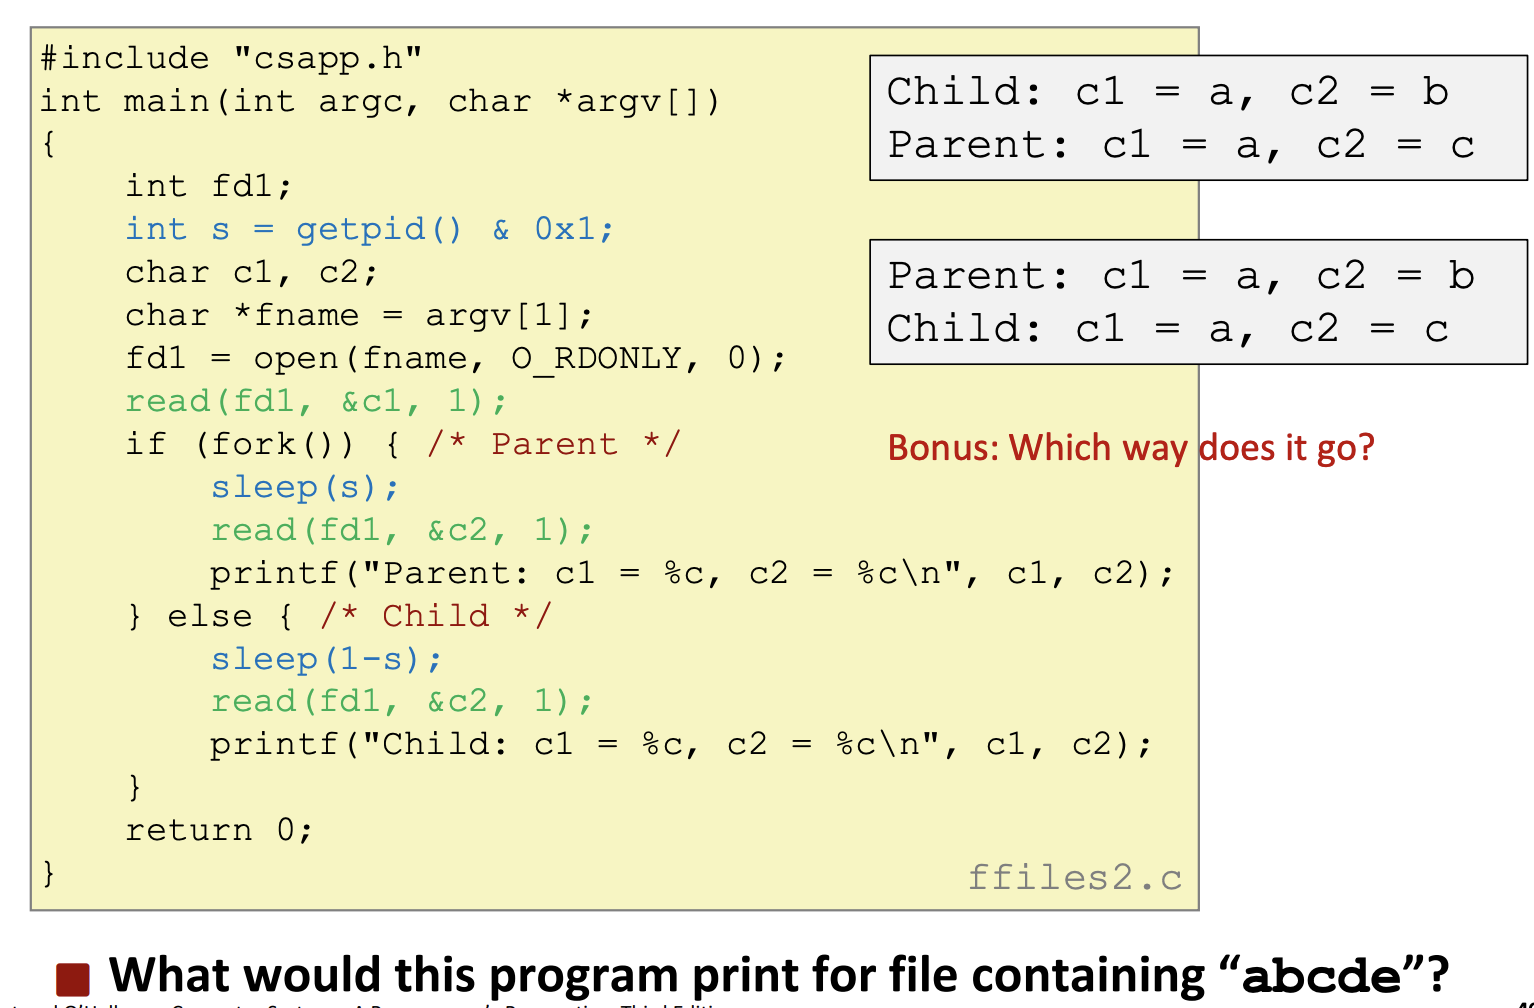 #include "csapp.h"
int main(int argc, char *argv[])
{
    int fd1;
    int s = getpid() & 0x1;
    char c1, c2;
    char *fname = argv[1];
    fd1 = open(fname, O_RDONLY, 0);
    read(fd1, &c1, 1);
    if (fork()) { /* Parent */
        sleep(s);
        read(fd1, &c2, 1);
        printf("Parent: c1 = %c, c2 = %c\n", c1, c2);
    } else { /* Child */
        sleep(1-s);
        read(fd1, &c2, 1);
        printf("Child: c1 = %c, c2 = %c\n", c1, c2);
    }
    return 0;
}
ffiles2.c
Child: c1 = a, c2 = b
Parent: c1 = a, c2 = c
Parent: c1 = a, c2 = b
Child: c1 = a, c2 = c
Bonus: Which way does it go?
What would this program print for file containing “abcde”?